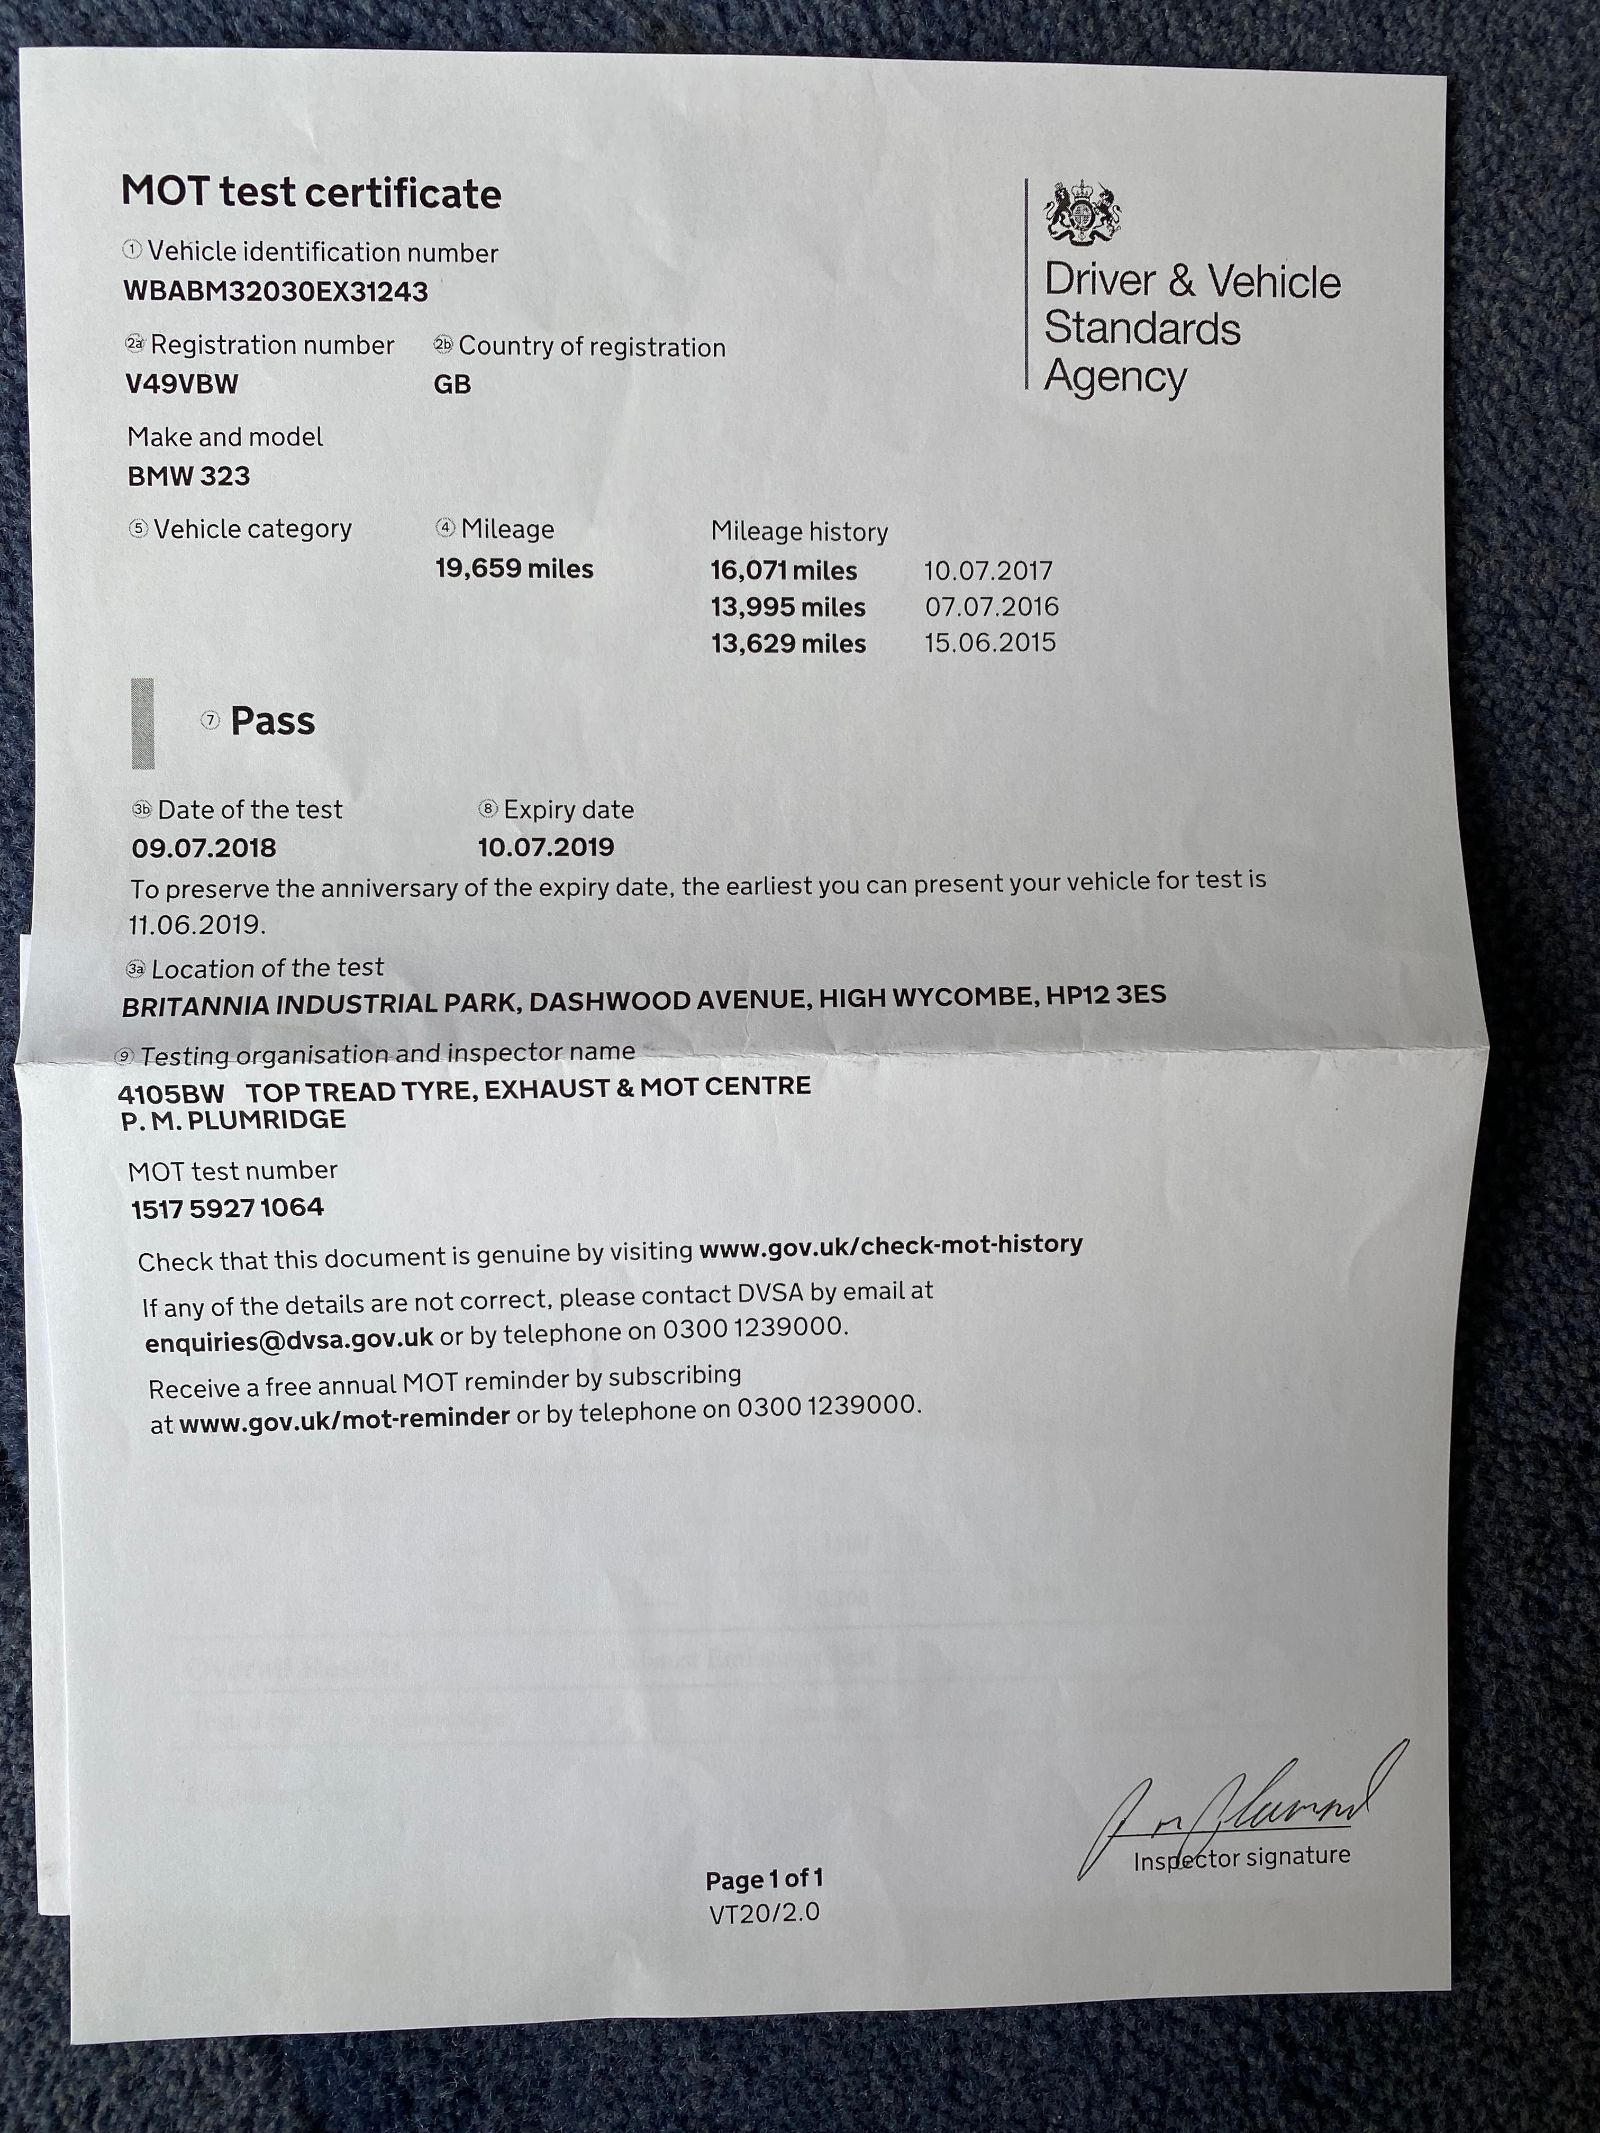 MOT test certificate
1 Vehicle identification number
WBABM32030EX31243
Driver & Vehicle
Standards
Agency
2a Registration number 2b Country of registration
V49VBW GB
Make and model
BMW 323
5 Vehicle category 4 Mileage Mileage history
19,659 miles 16,071 miles 10.07.2017
13,995 miles 07.07.2016
13,629 miles 15.06.2015
7 Pass
3b Date of the test 8 Expiry date
09.07.2018 10.07.2019
To preserve the anniversary of the expiry date, the earliest you can present your vehicle for test is
11.06.2019.
3a Location of the test
BRITANNIA INDUSTRIAL PARK, DASHWOOD AVENUE, HIGH WYCOMBE, HP12 3ES
9 Testing organisation and inspector name
4105BW TOP TREAD TYRE, EXHAUST & MOT CENTRE
P. M. PLUMRIDGE
MOT test number
1517 5927 1064
Check that this document is genuine by visiting www.gov.uk/check-mot-history
If any of the details are not correct, please contact DVSA by email at
enquiries@dvsa.gov.uk or by telephone on 0300 1239000.
Receive a free annual MOT reminder by subscribing
at www.gov.uk/mot-reminder or by telephone on 0300 1239000.
Inspector signature
Page 1 of 1
VT20/2.0